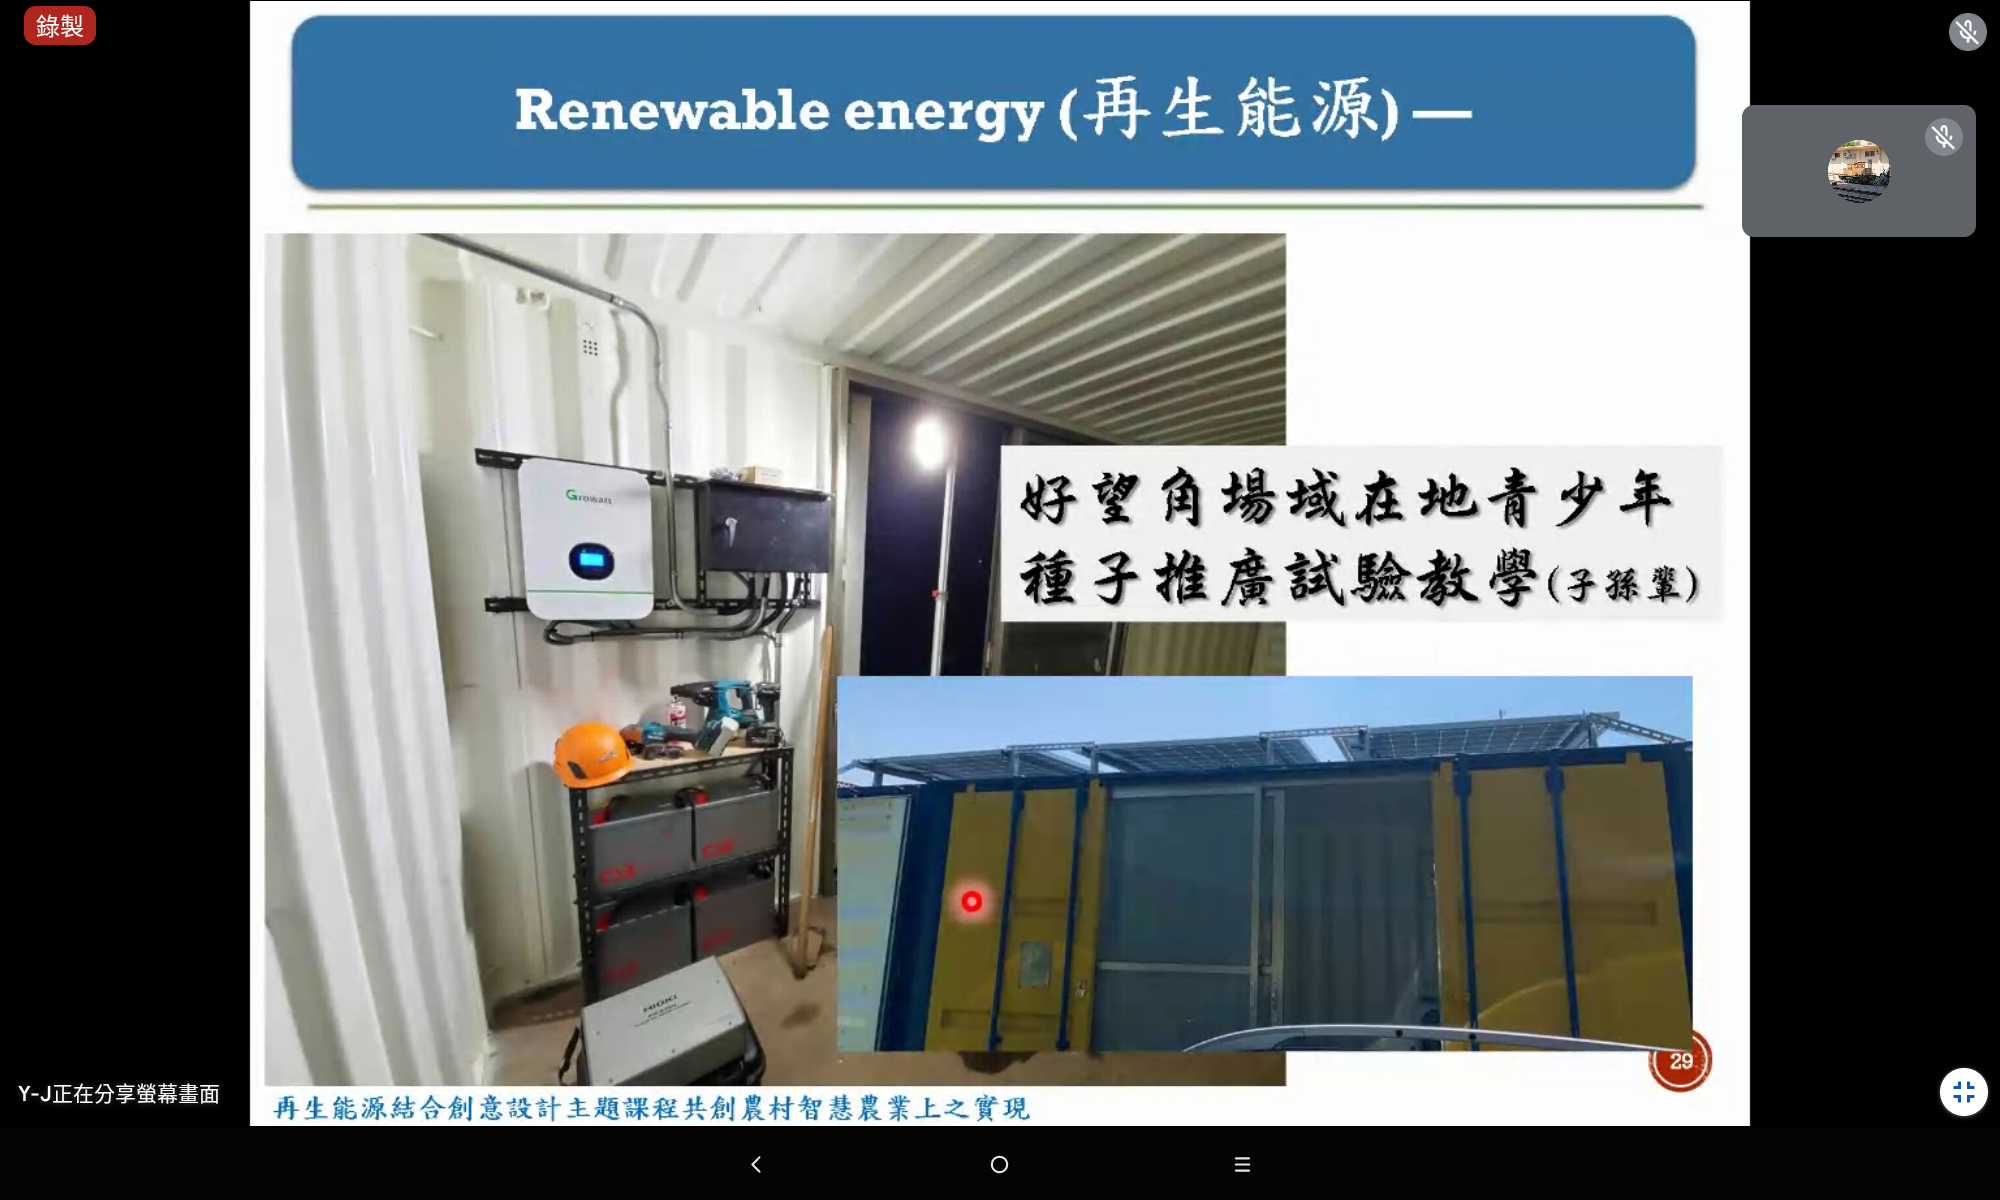 錄製
Renewable energy (再生能源) —
Growatt
好望角場域在地青少年
種子推廣試驗教學(子孫輩)
CSB
CSB
HIOKI
29
Y-J正在分享螢幕畫面
再生能源結合創意設計主題課程共創農村智慧農業上之實現